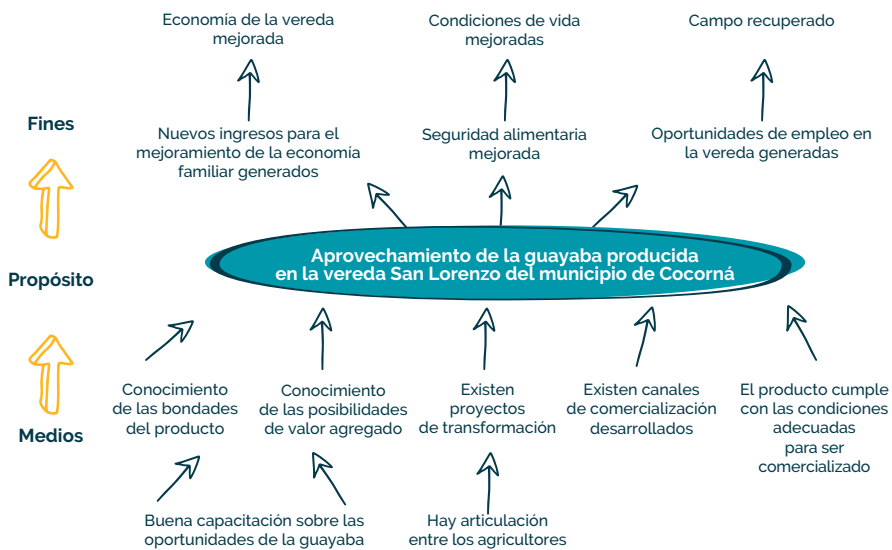 Economía de la vereda
mejorada
Condiciones de vida
mejoradas
Campo recuperado
Fines
Nuevos ingresos para el
mejoramiento de la economía
familiar generados
Seguridad alimentaria
mejorada
Oportunidades de empleo en
la vereda generadas
Propósito
Aprovechamiento de la guayaba producida
en la vereda San Lorenzo del municipio de Cocorná
Medios
Conocimiento
de las bondades
del producto
Conocimiento
de las posibilidades
de valor agregado
Existen
proyectos
de transformación
Existen canales
de comercialización
desarrollados
El producto cumple
con las condiciones
adecuadas
para ser
comercializado
Buena capacitación sobre las
oportunidades de la guayaba
Hay articulación
entre los agricultores